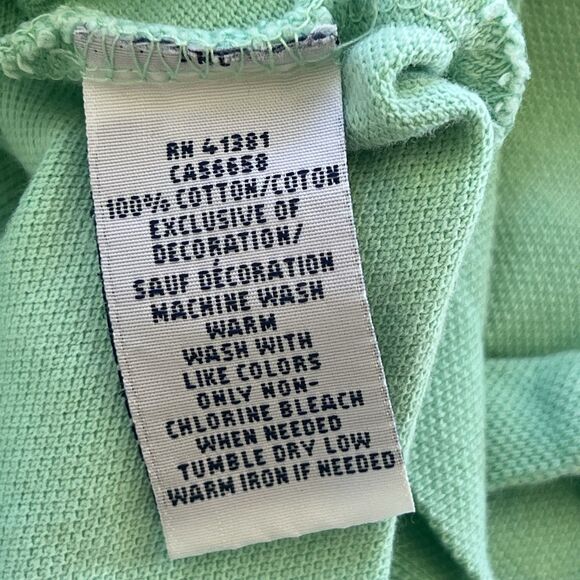 RN 41381
CA56658
100% COTTON/COTON
EXCLUSIVE OF
DECORATION/
SAUF DÉCORATION
MACHINE WASH
WARM
WASH WITH
LIKE COLORS
ONLY NON-
CHLORINE BLEACH
WHEN NEEDED
TUMBLE DRY LOW
WARM IRON IF NEEDED